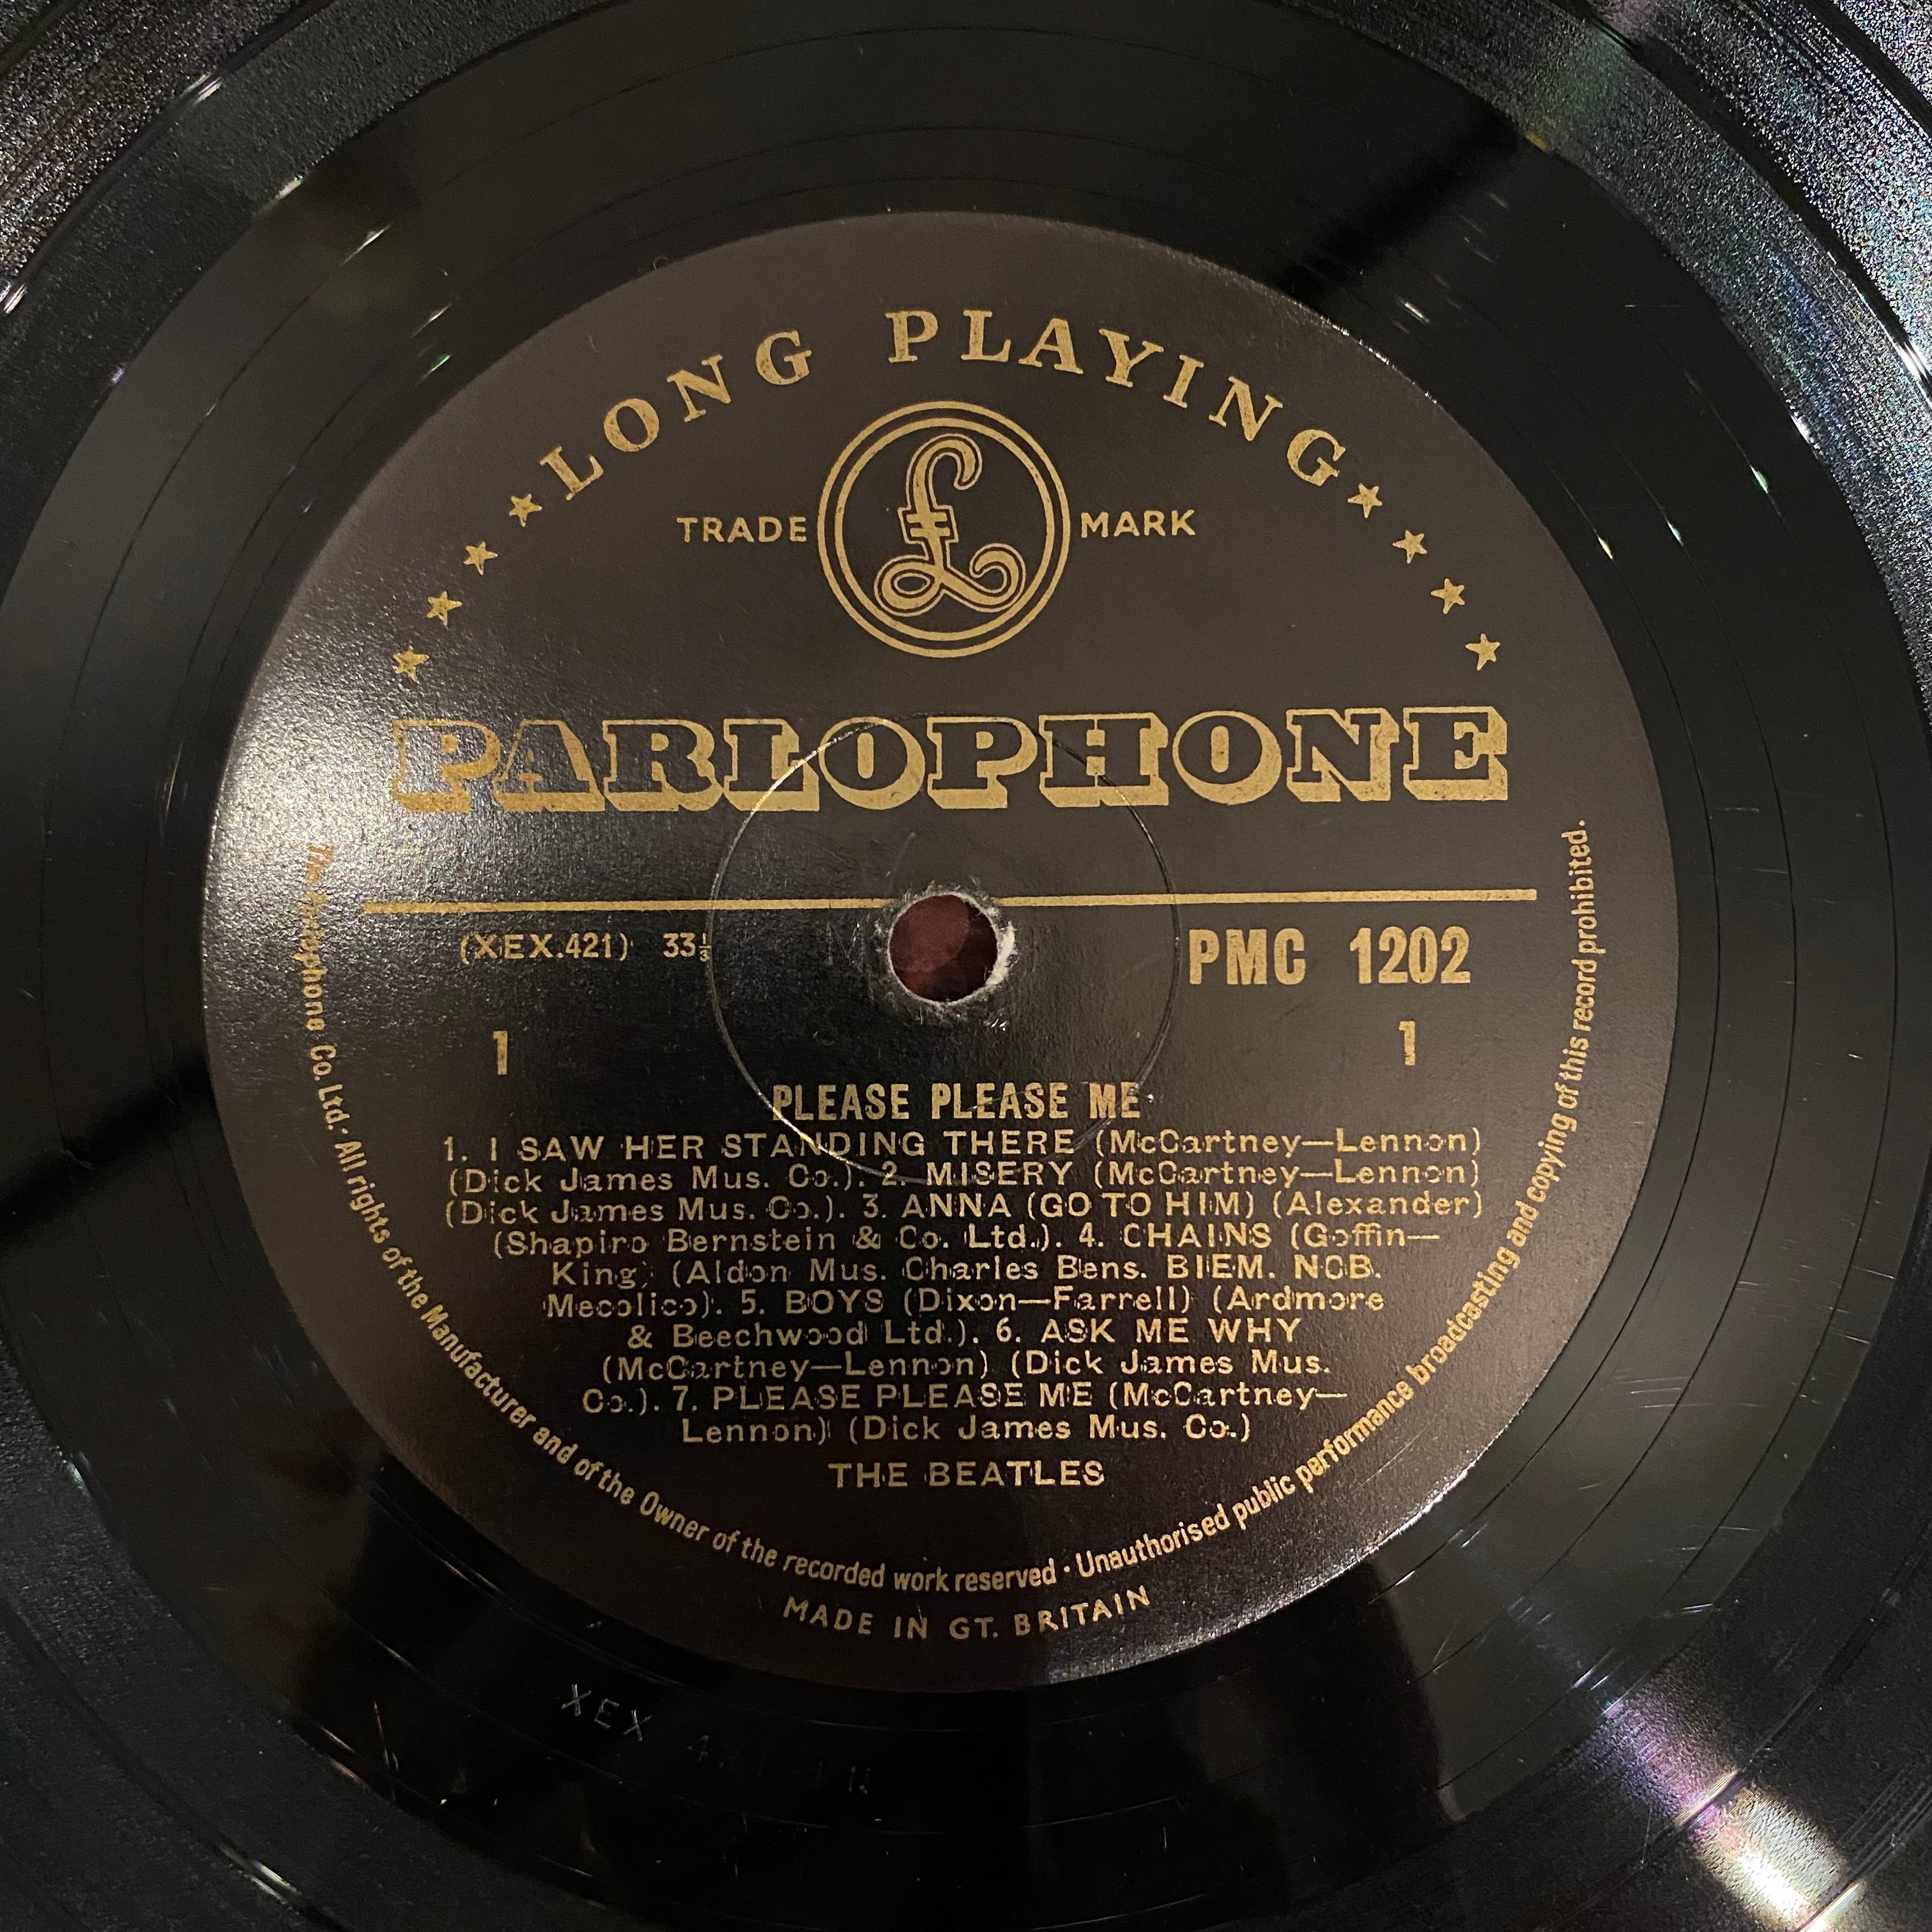 LONG PLAYING
TRADE £ MARK
PARLOPHONE
(XEX.421) 33⅓
PMC 1202
1
1
PLEASE PLEASE ME
1. I SAW HER STANDING THERE (McCartney—Lennon)
(Dick James Mus. Co.). 2. MISERY (McCartney—Lennon)
(Dick James Mus. Co.). 3. ANNA (GO TO HIM) (Alexander)
(Shapiro Bernstein & Co. Ltd.). 4. CHAINS (Goffin—
King) (Aldon Mus. Charles Bens. BIEM. NCB.
Mecolico). 5. BOYS (Dixon—Farrell) (Ardmore
& Beechwood Ltd.). 6. ASK ME WHY
(McCartney—Lennon) (Dick James Mus.
Co.). 7. PLEASE PLEASE ME (McCartney—
Lennon) (Dick James Mus. Co.)
THE BEATLES
The Parlophone Co. Ltd. · All rights of the Manufacturer and of the Owner of the recorded work reserved · Unauthorised public performance broadcasting and copying of this record prohibited.
MADE IN GT. BRITAIN
XEX